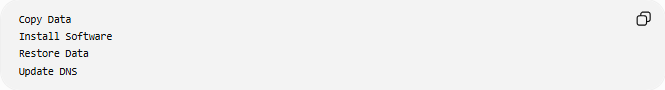 Copy Data
Install Software
Restore Data
Update DNS